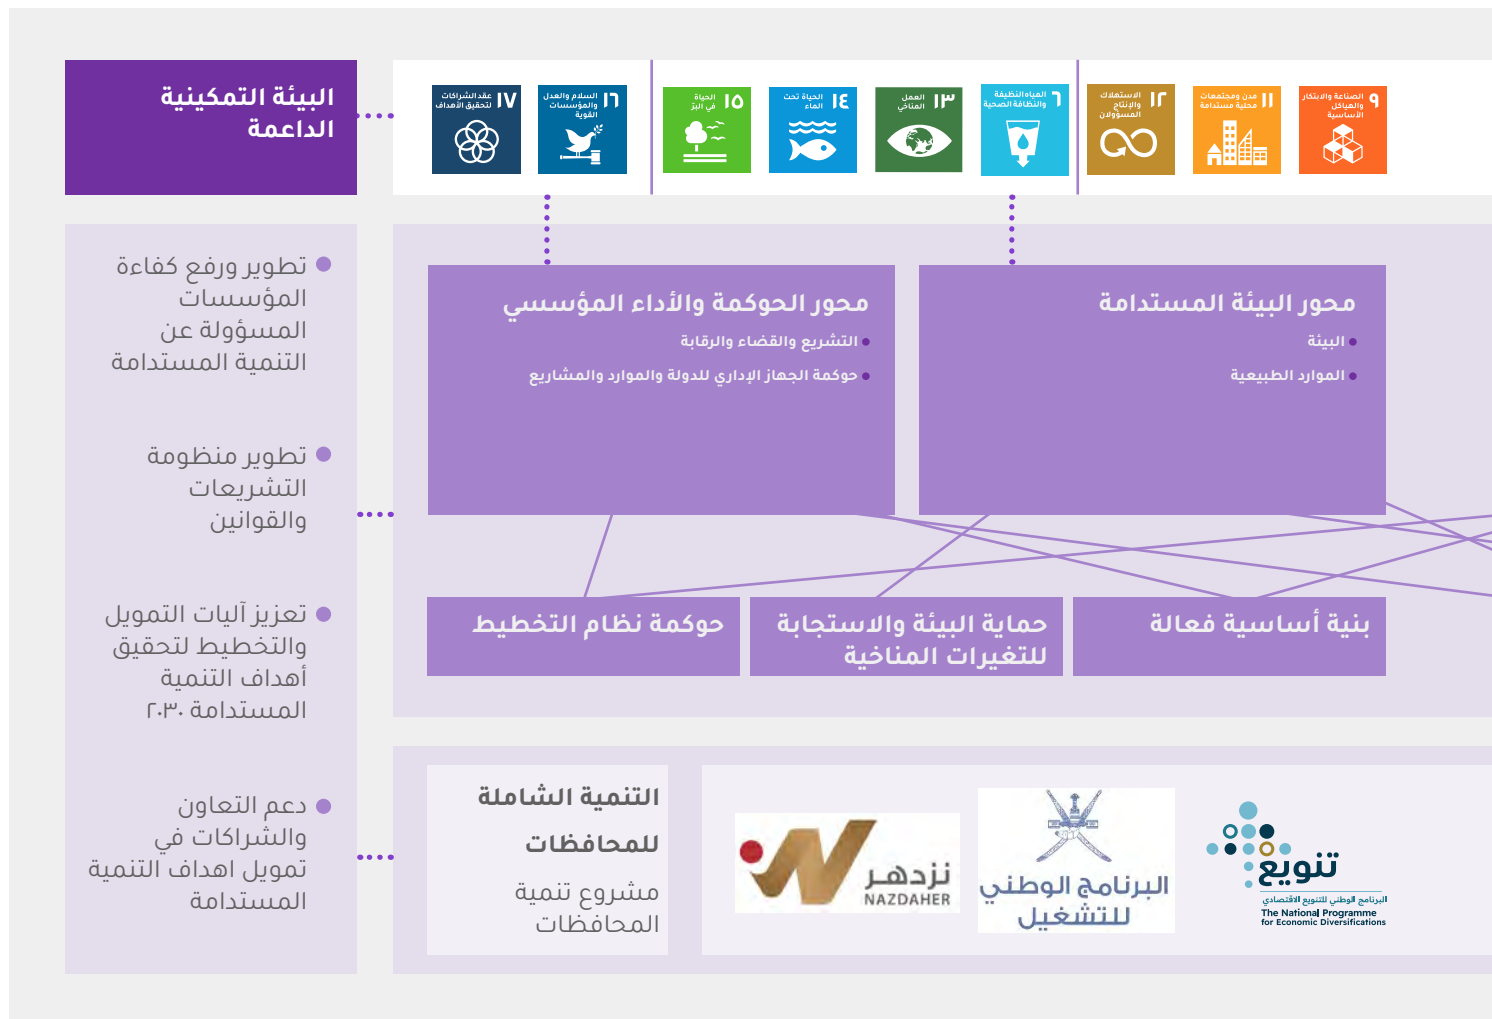 البيئة التمكينية
الداعمة
٩ الصناعة والابتكار
والهياكل
الأساسية
١١ مدن ومجتمعات
محلية مستدامة
١٢ الاستهلاك
والإنتاج
المسؤولان
٦ المياه النظيفة
والنظافة الصحية
١٣ العمل
المناخي
١٤ الحياة تحت
الماء
١٥ الحياة
في البرّ
١٦ السلام والعدل
والمؤسسات
القوية
١٧ عقد الشراكات
لتحقيق الأهداف
محور البيئة المستدامة
البيئة
الموارد الطبيعية
محور الحوكمة والأداء المؤسسي
التشريع والقضاء والرقابة
حوكمة الجهاز الإداري للدولة والموارد والمشاريع
بنية أساسية فعالة
حماية البيئة والاستجابة
للتغيرات المناخية
حوكمة نظام التخطيط
تطوير ورفع كفاءة
المؤسسات
المسؤولة عن
التنمية المستدامة
تطوير منظومة
التشريعات
والقوانين
تعزيز آليات التمويل
والتخطيط لتحقيق
أهداف التنمية
المستدامة ٢٠٣٠
دعم التعاون
والشراكات في
تمويل اهداف التنمية
المستدامة
تنويع
البرنامج الوطني للتنويع الاقتصادي
The National Programme
for Economic Diversifications
البرنامج الوطني
للتشغيل
نزدهر
NAZDAHER
التنمية الشاملة
للمحافظات
مشروع تنمية
المحافظات